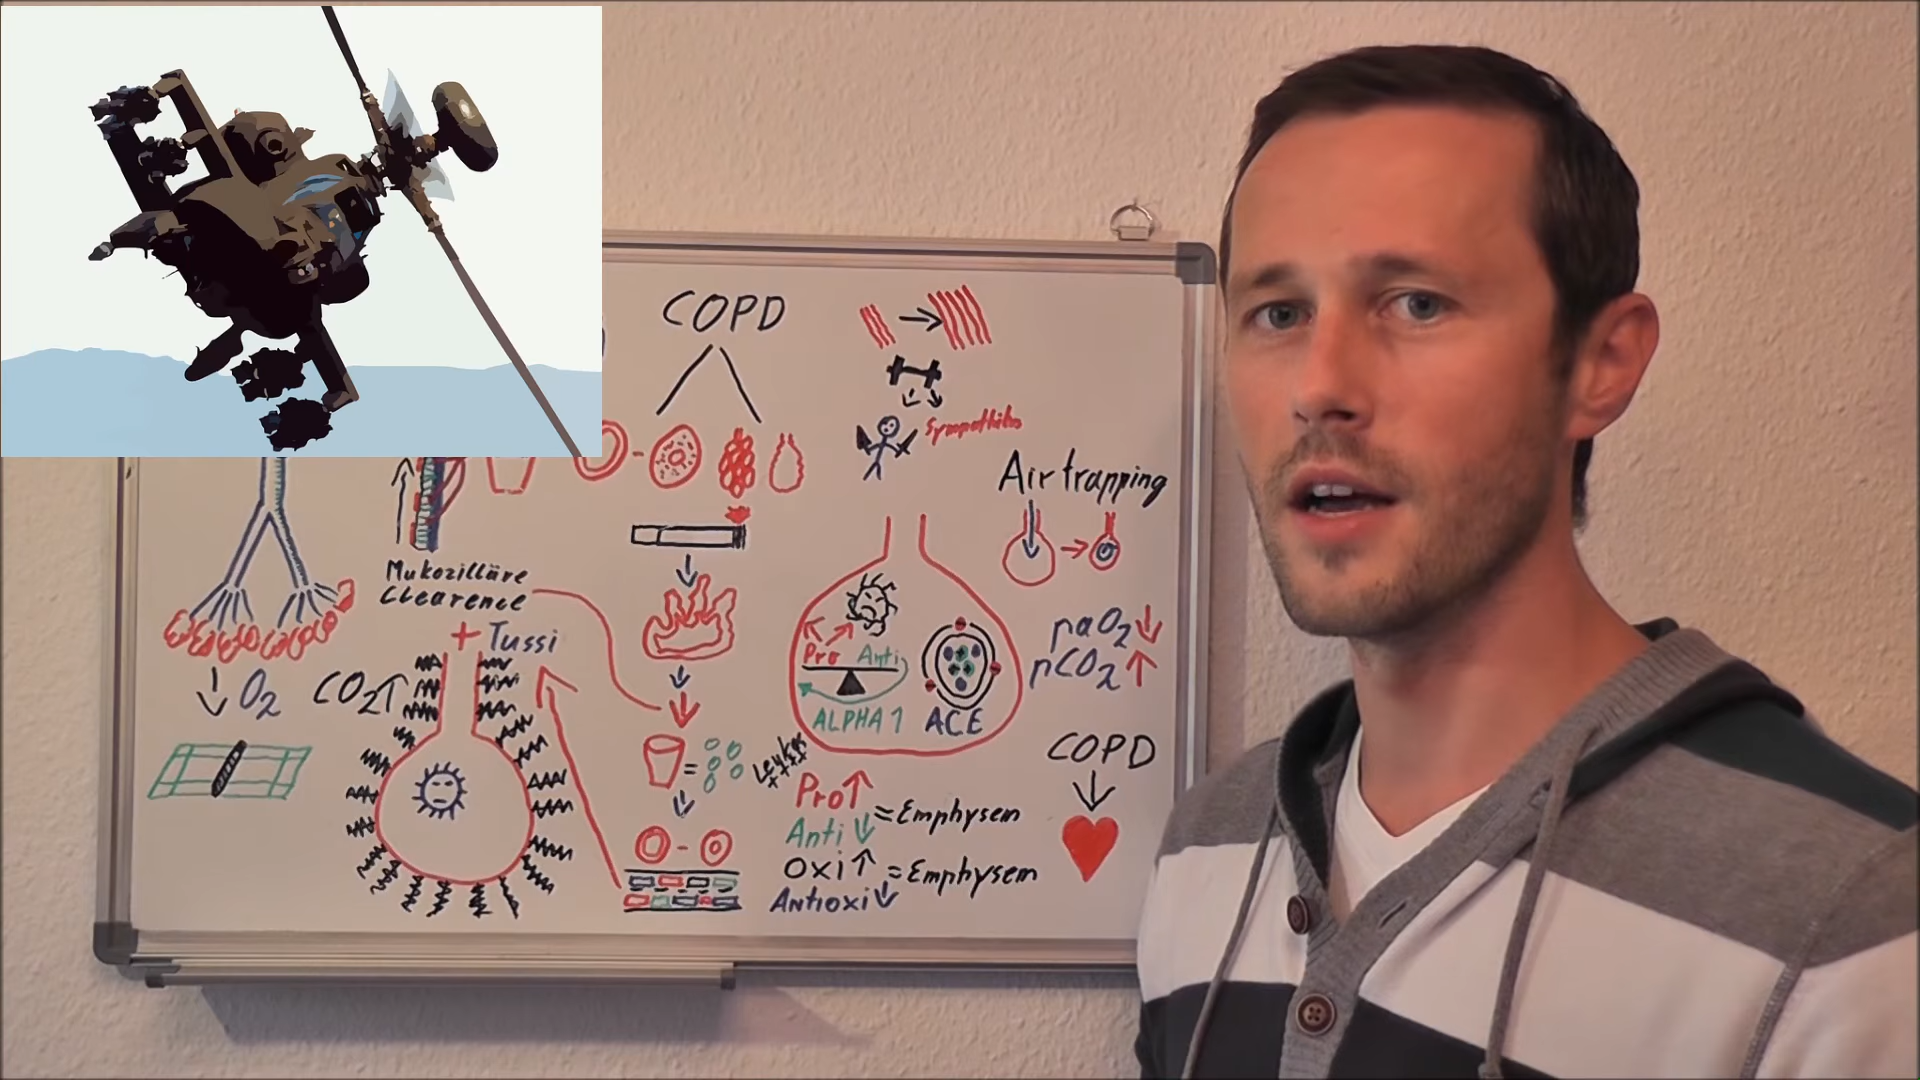 COPD
Sympathikus
Air trapping
Mukozilläre
Clearence
+ Tussi
O2
CO2↑
Pro Anti
ALPHA 1
ACE
paO2↓
pCO2↑
COPD
Leukos
Pro↑
Anti↓
= Emphysem
Oxi↑
Antioxi↓
= Emphysem